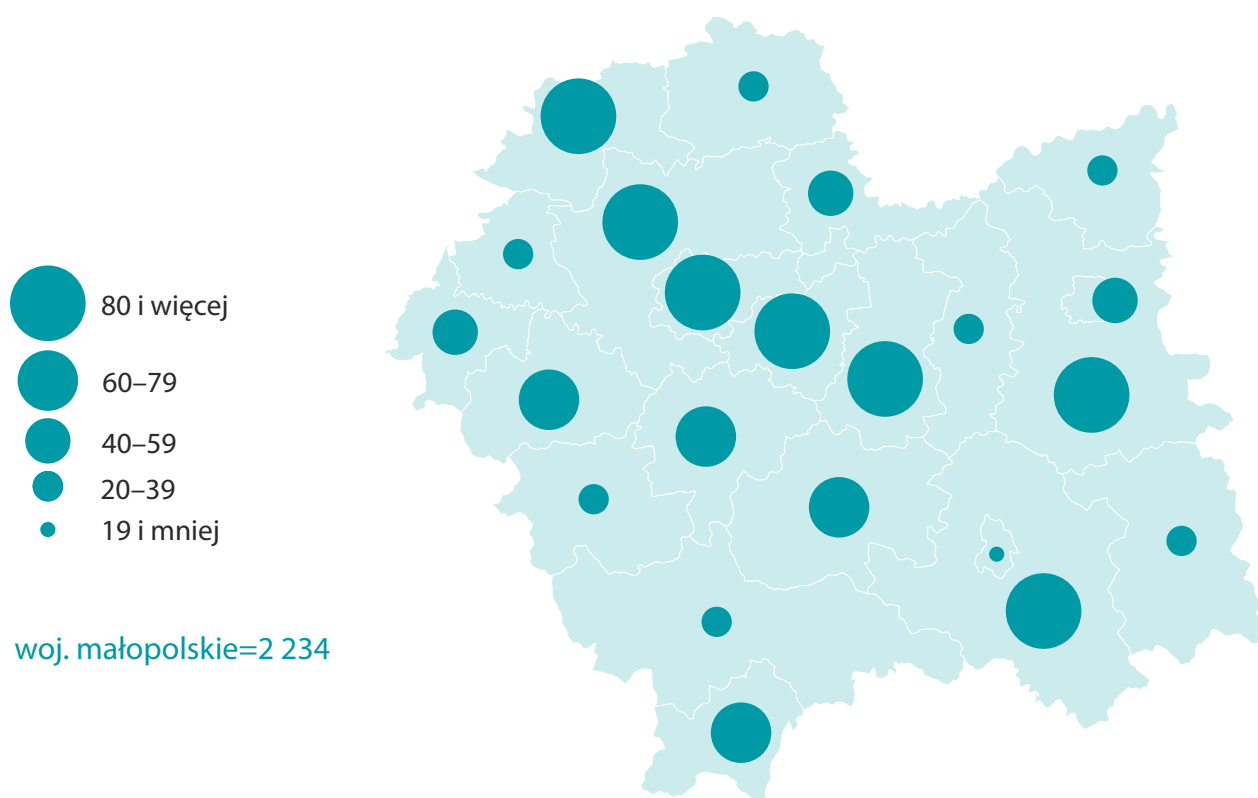 80 i więcej
60–79
40–59
20–39
19 i mniej
woj. małopolskie=2 234